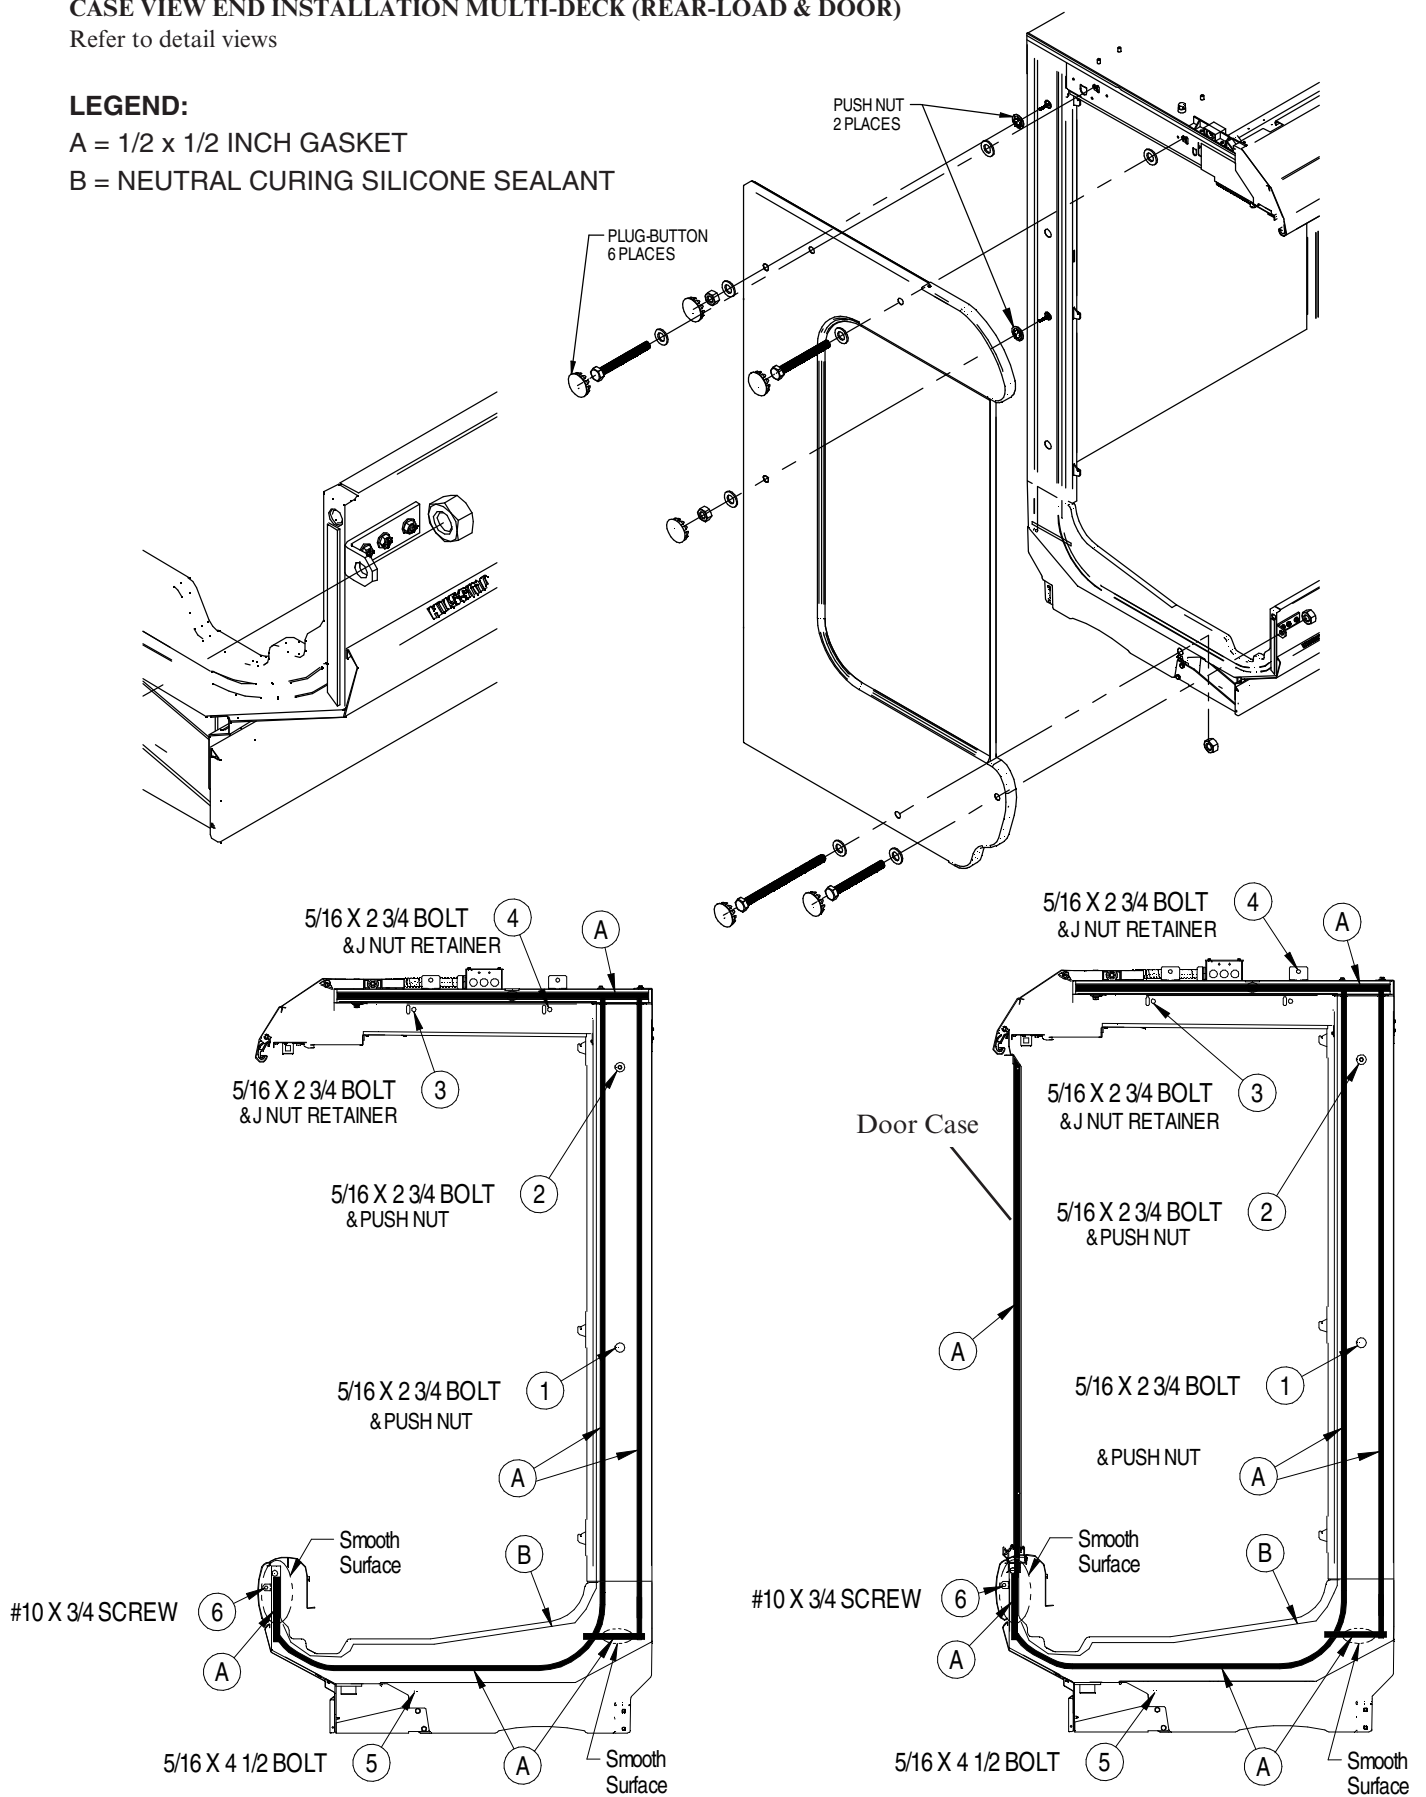 CASE VIEW END INSTALLATION MULTI-DECK (REAR-LOAD & DOOR)
Refer to detail views
LEGEND:
A = 1/2 x 1/2 INCH GASKET
B = NEUTRAL CURING SILICONE SEALANT
PUSH NUT
2 PLACES
PLUG-BUTTON
6 PLACES
5/16 X 2 3/4 BOLT
& J NUT RETAINER
4
A
5/16 X 2 3/4 BOLT
& J NUT RETAINER
3
5/16 X 2 3/4 BOLT
& PUSH NUT
2
5/16 X 2 3/4 BOLT
& PUSH NUT
1
A
Smooth
Surface
B
#10 X 3/4 SCREW
6
A
5/16 X 4 1/2 BOLT
5
A
Smooth
Surface
5/16 X 2 3/4 BOLT
& J NUT RETAINER
4
A
5/16 X 2 3/4 BOLT
& J NUT RETAINER
3
Door Case
5/16 X 2 3/4 BOLT
& PUSH NUT
2
A
5/16 X 2 3/4 BOLT
1
& PUSH NUT
A
Smooth
Surface
B
#10 X 3/4 SCREW
6
A
5/16 X 4 1/2 BOLT
5
A
Smooth
Surface